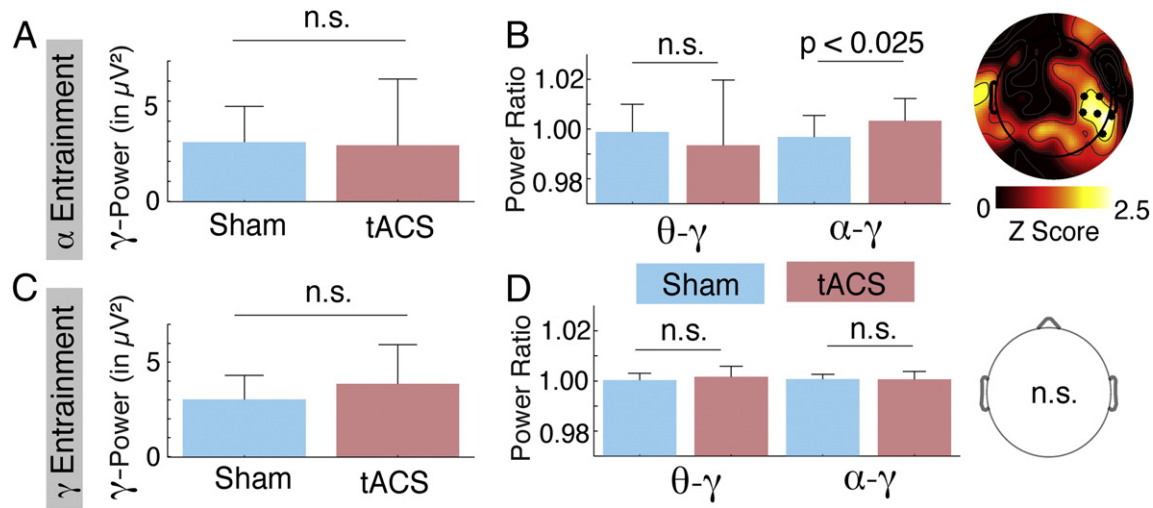 A
α Entrainment
γ-Power (in µV²)
n.s.
5
0
Sham tACS
B
Power Ratio
n.s. p < 0.025
1.02
1.00
0.98
θ-γ α-γ
0 2.5
Z Score
Sham tACS
C
γ Entrainment
γ-Power (in µV²)
n.s.
5
0
Sham tACS
D
Power Ratio
n.s. n.s.
1.02
1.00
0.98
θ-γ α-γ
n.s.